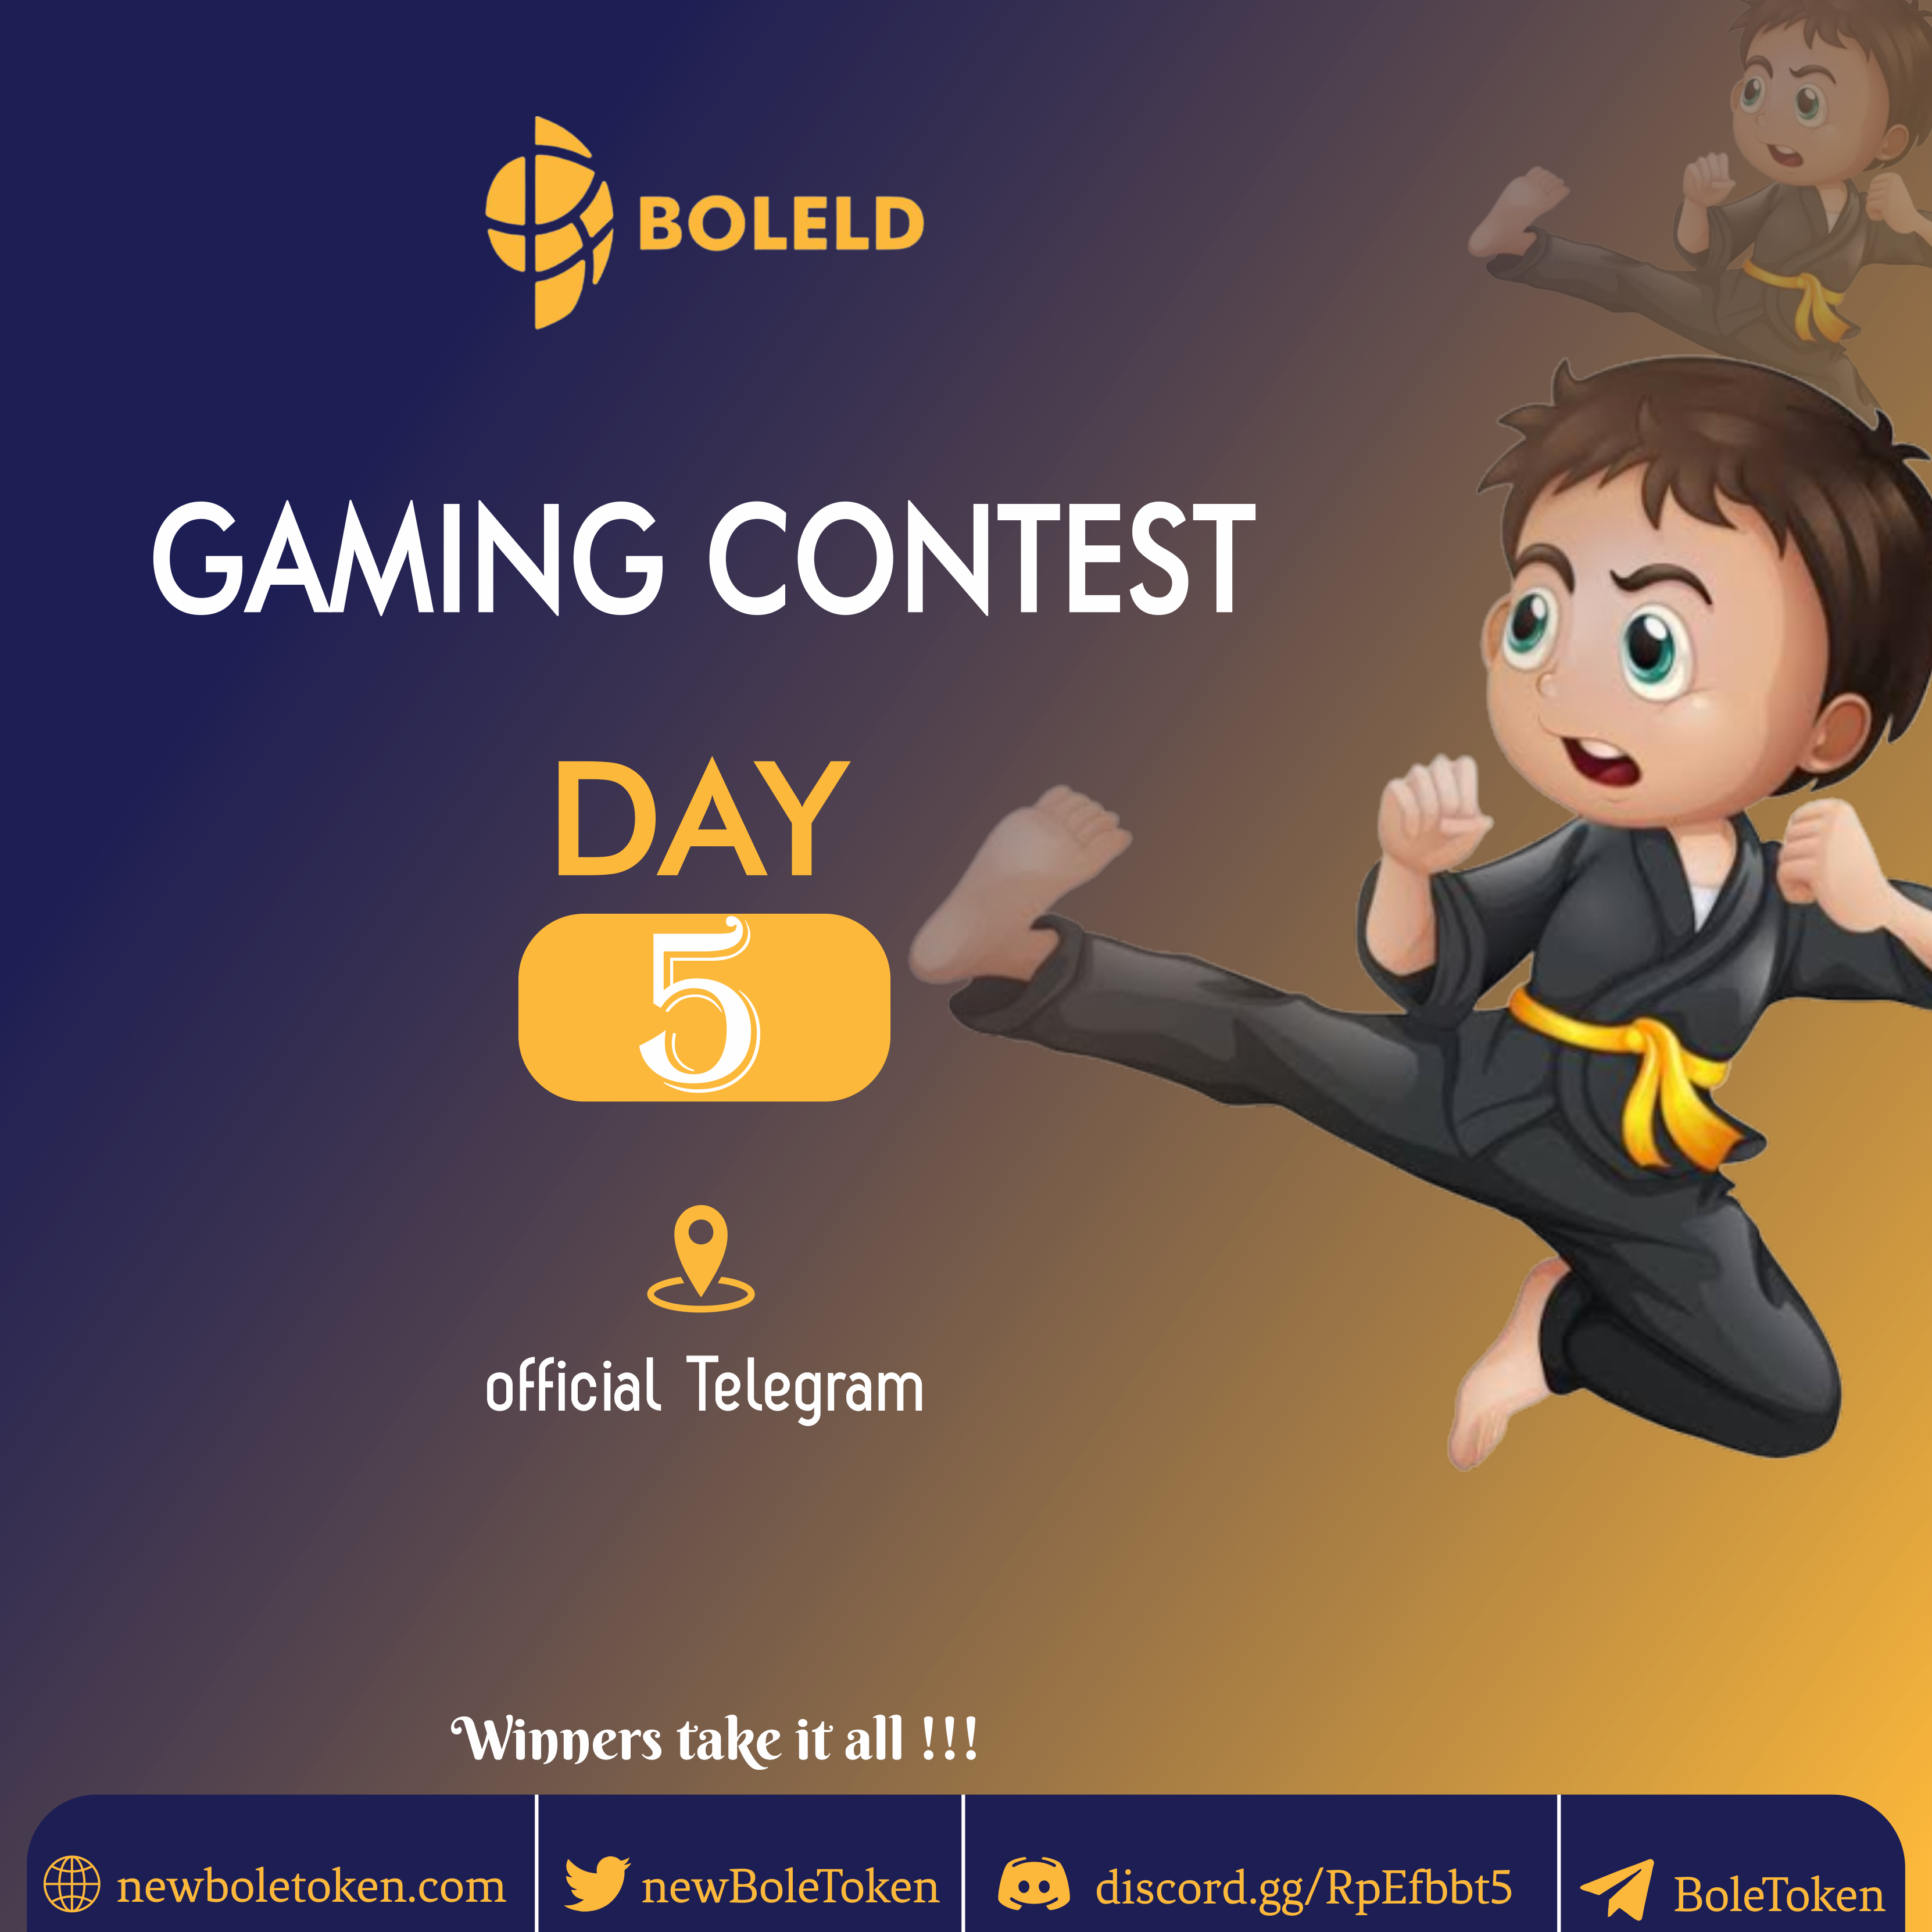 BOLELD
GAMING CONTEST
DAY
5
official Telegram
Winners take it all !!!
newboletoken.com
newBoleToken
discord.gg/RpEfbbt5
BoleToken